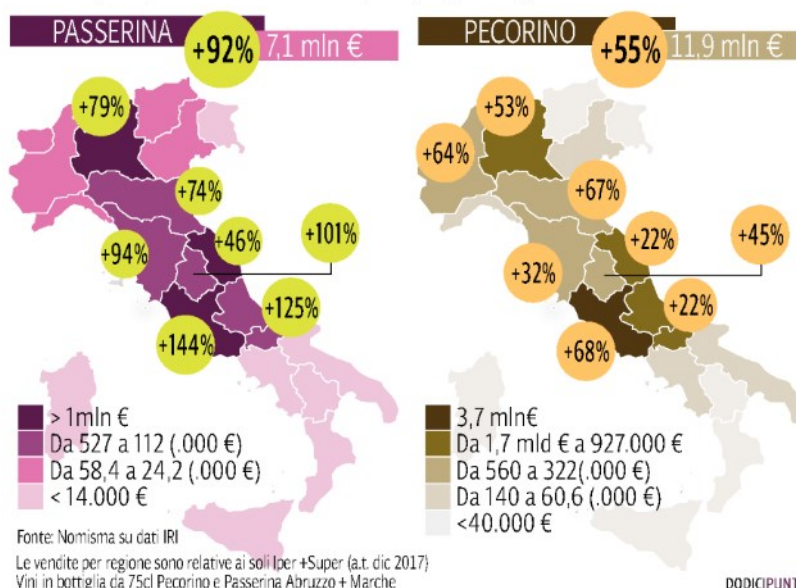 PASSERINA
+92%
7,1 mln €
+79%
+74%
+94%
+46%
+101%
+125%
+144%
> 1mln €
Da 527 a 112 (.000 €)
Da 58,4 a 24,2 (.000 €)
< 14.000 €
PECORINO
+55%
11,9 mln €
+53%
+64%
+67%
+22%
+45%
+32%
+22%
+68%
3,7 mln€
Da 1,7 mld € a 927.000 €
Da 560 a 322(.000 €)
Da 140 a 60,6 (.000 €)
<40.000 €
Fonte: Nomisma su dati IRI
Le vendite per regione sono relative ai soli Iper +Super (a.t. dic 2017)
Vini in bottiglia da 75cl Pecorino e Passerina Abruzzo + Marche
DODICIPUNT